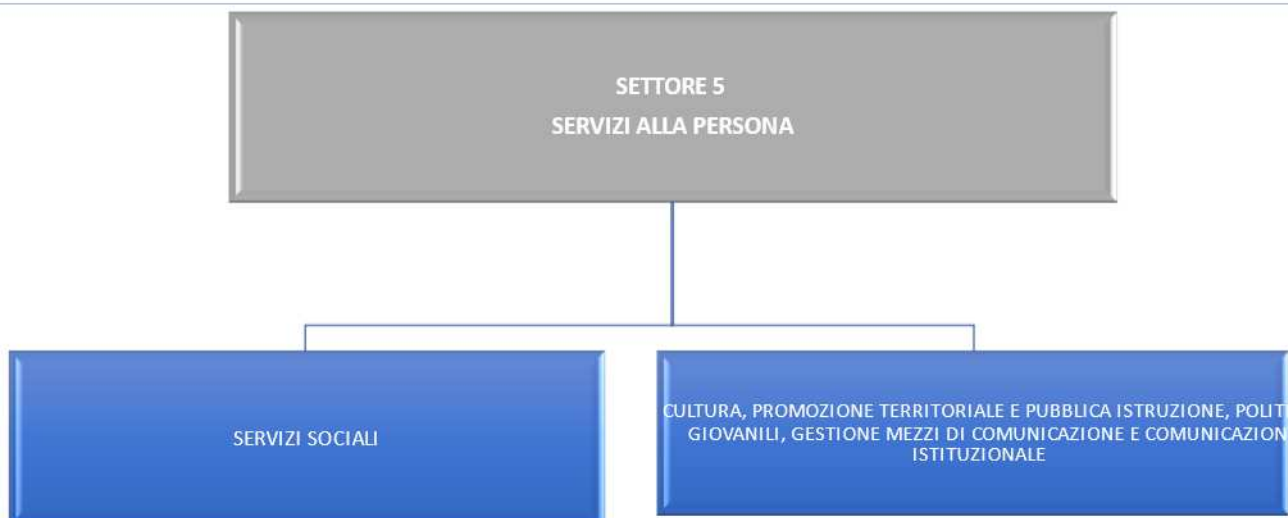 SETTORE 5
SERVIZI ALLA PERSONA
SERVIZI SOCIALI
CULTURA, PROMOZIONE TERRITORIALE E PUBBLICA ISTRUZIONE, POLIT
GIOVANILI, GESTIONE MEZZI DI COMUNICAZIONE E COMUNICAZION
ISTITUZIONALE